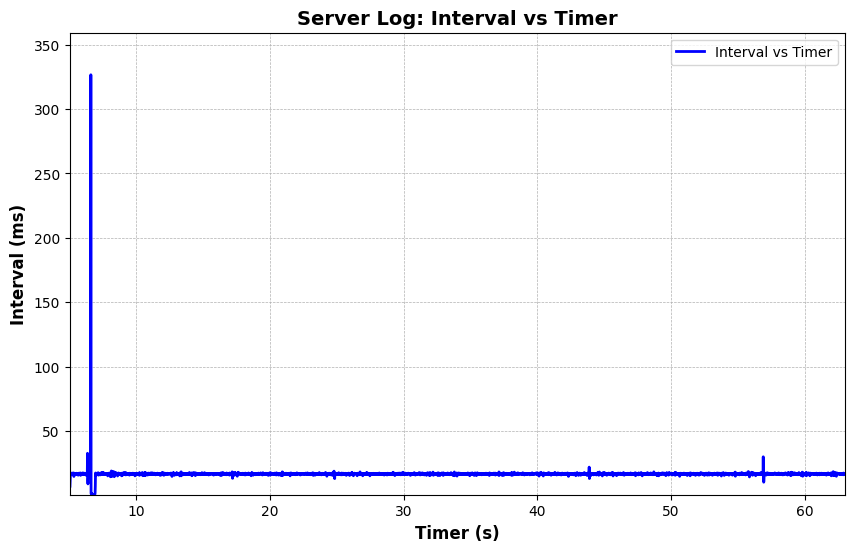 Server Log: Interval vs Timer
Interval vs Timer
Interval (ms)
350
300
250
200
150
100
50
10 20 30 40 50 60
Timer (s)